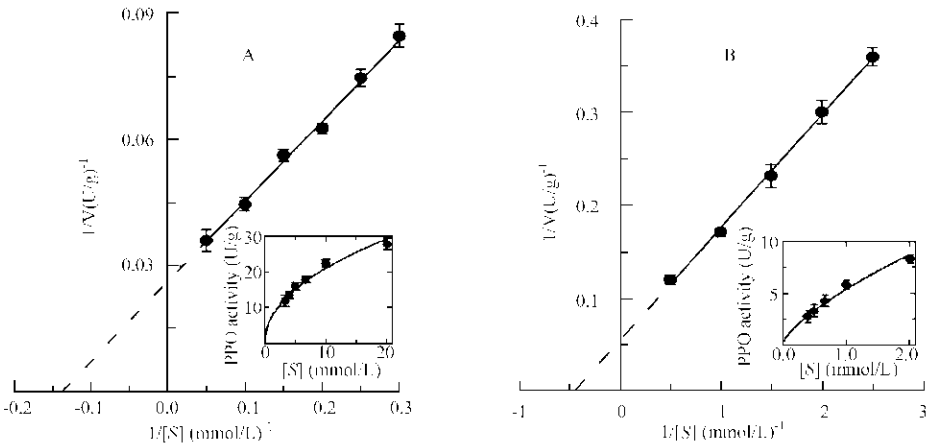 0.09
A
0.06
1/V(U/g)-1
0.03
30
20
10
PPO activity (U/g)
0 10 20
[S] (mmol/L)
-0.2 -0.1 0.0 0.1 0.2 0.3
1/[S] (mmol/L)-
0.4
B
0.3
1/V(U/g)-1
0.2
0.1
10
5
PPO activity (U/g)
0.0 1.0 2.0
[S] (mmol/L)
-1 0 1 2 3
1/[S] (mmol/L)-1